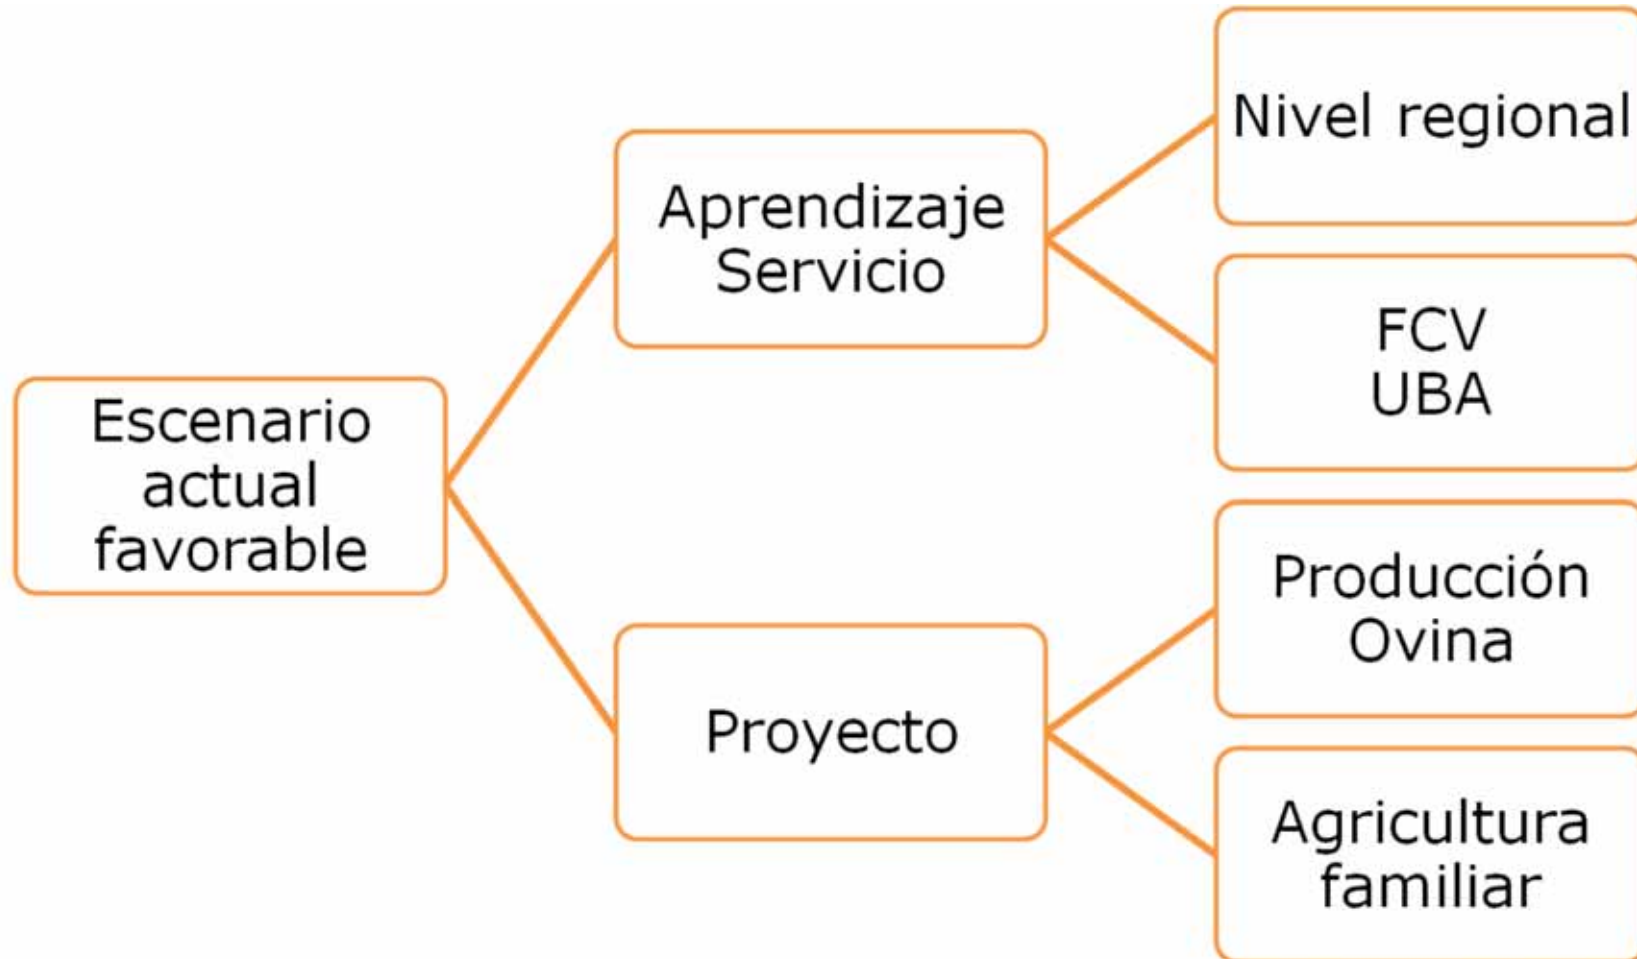 Escenario
actual
favorable
Aprendizaje
Servicio
Nivel regional
FCV
UBA
Proyecto
Producción
Ovina
Agricultura
familiar